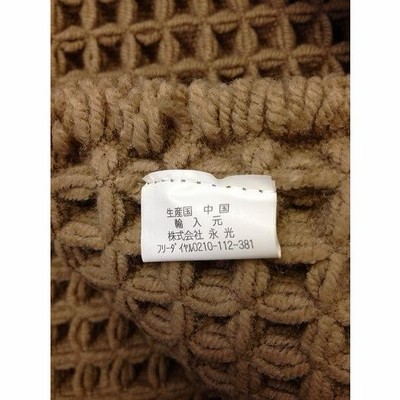 生産国 中国
輸入元
株式会社 永光
フリーダイヤル0210-112-381